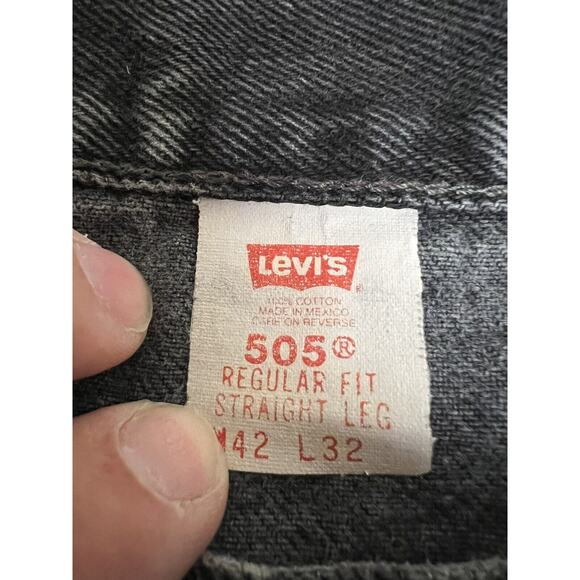 Levi's
®
100% COTTON
MADE IN MEXICO
CARE ON REVERSE
505®
REGULAR FIT
STRAIGHT LEG
W42 L32